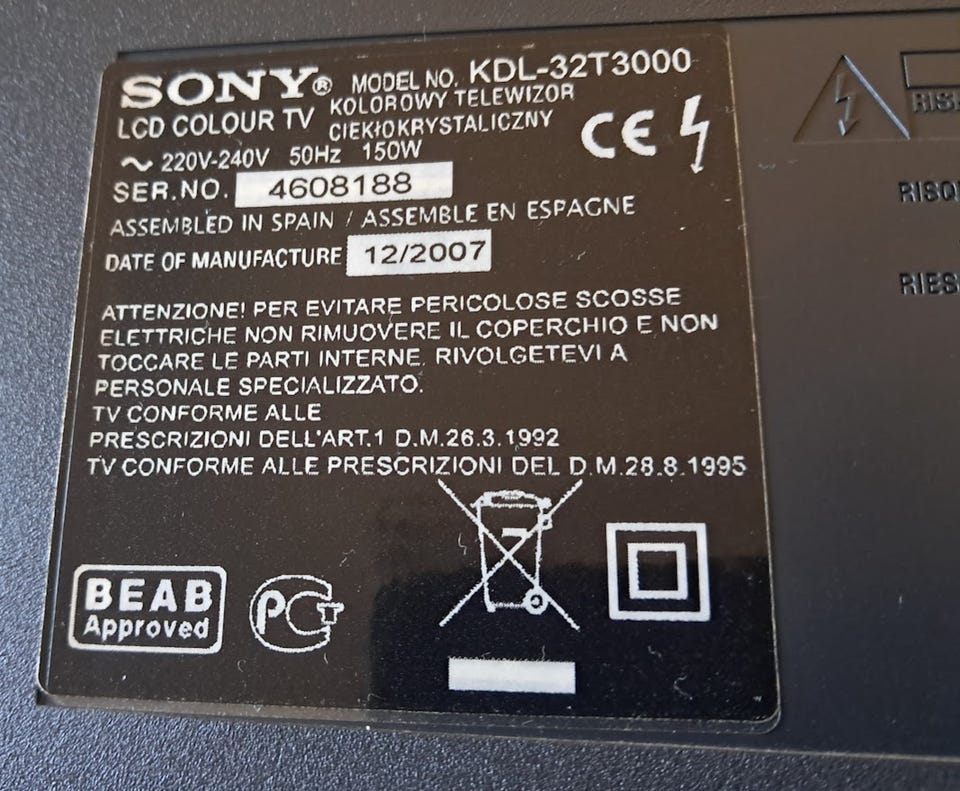 SONY® MODEL NO. KDL-32T3000
LCD COLOUR TV KOLOROWY TELEWIZOR
CIEKŁOKRYSTALICZNY
~ 220V-240V 50Hz 150W
CE
SER.NO. 4608188
ASSEMBLED IN SPAIN / ASSEMBLE EN ESPAGNE
DATE OF MANUFACTURE 12/2007
ATTENZIONE! PER EVITARE PERICOLOSE SCOSSE
ELETTRICHE NON RIMUOVERE IL COPERCHIO E NON
TOCCARE LE PARTI INTERNE. RIVOLGETEVI A
PERSONALE SPECIALIZZATO.
TV CONFORME ALLE
PRESCRIZIONI DELL'ART.1 D.M.26.3.1992
TV CONFORME ALLE PRESCRIZIONI DEL D.M.28.8.1995
BEAB
Approved